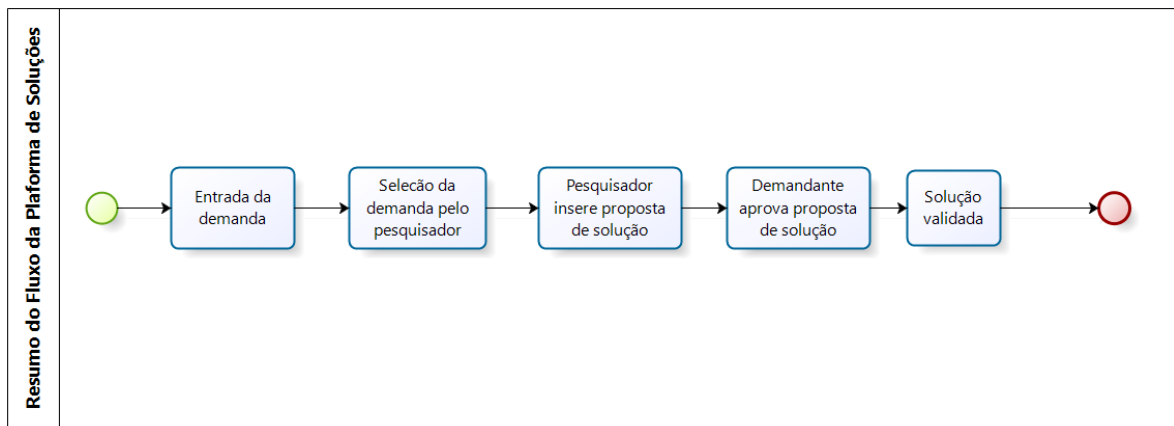 Resumo do Fluxo da Plaforma de Soluções
Entrada da
demanda
Selecão da
demanda pelo
pesquisador
Pesquisador
insere proposta
de solução
Demandante
aprova proposta
de solução
Solução
validada